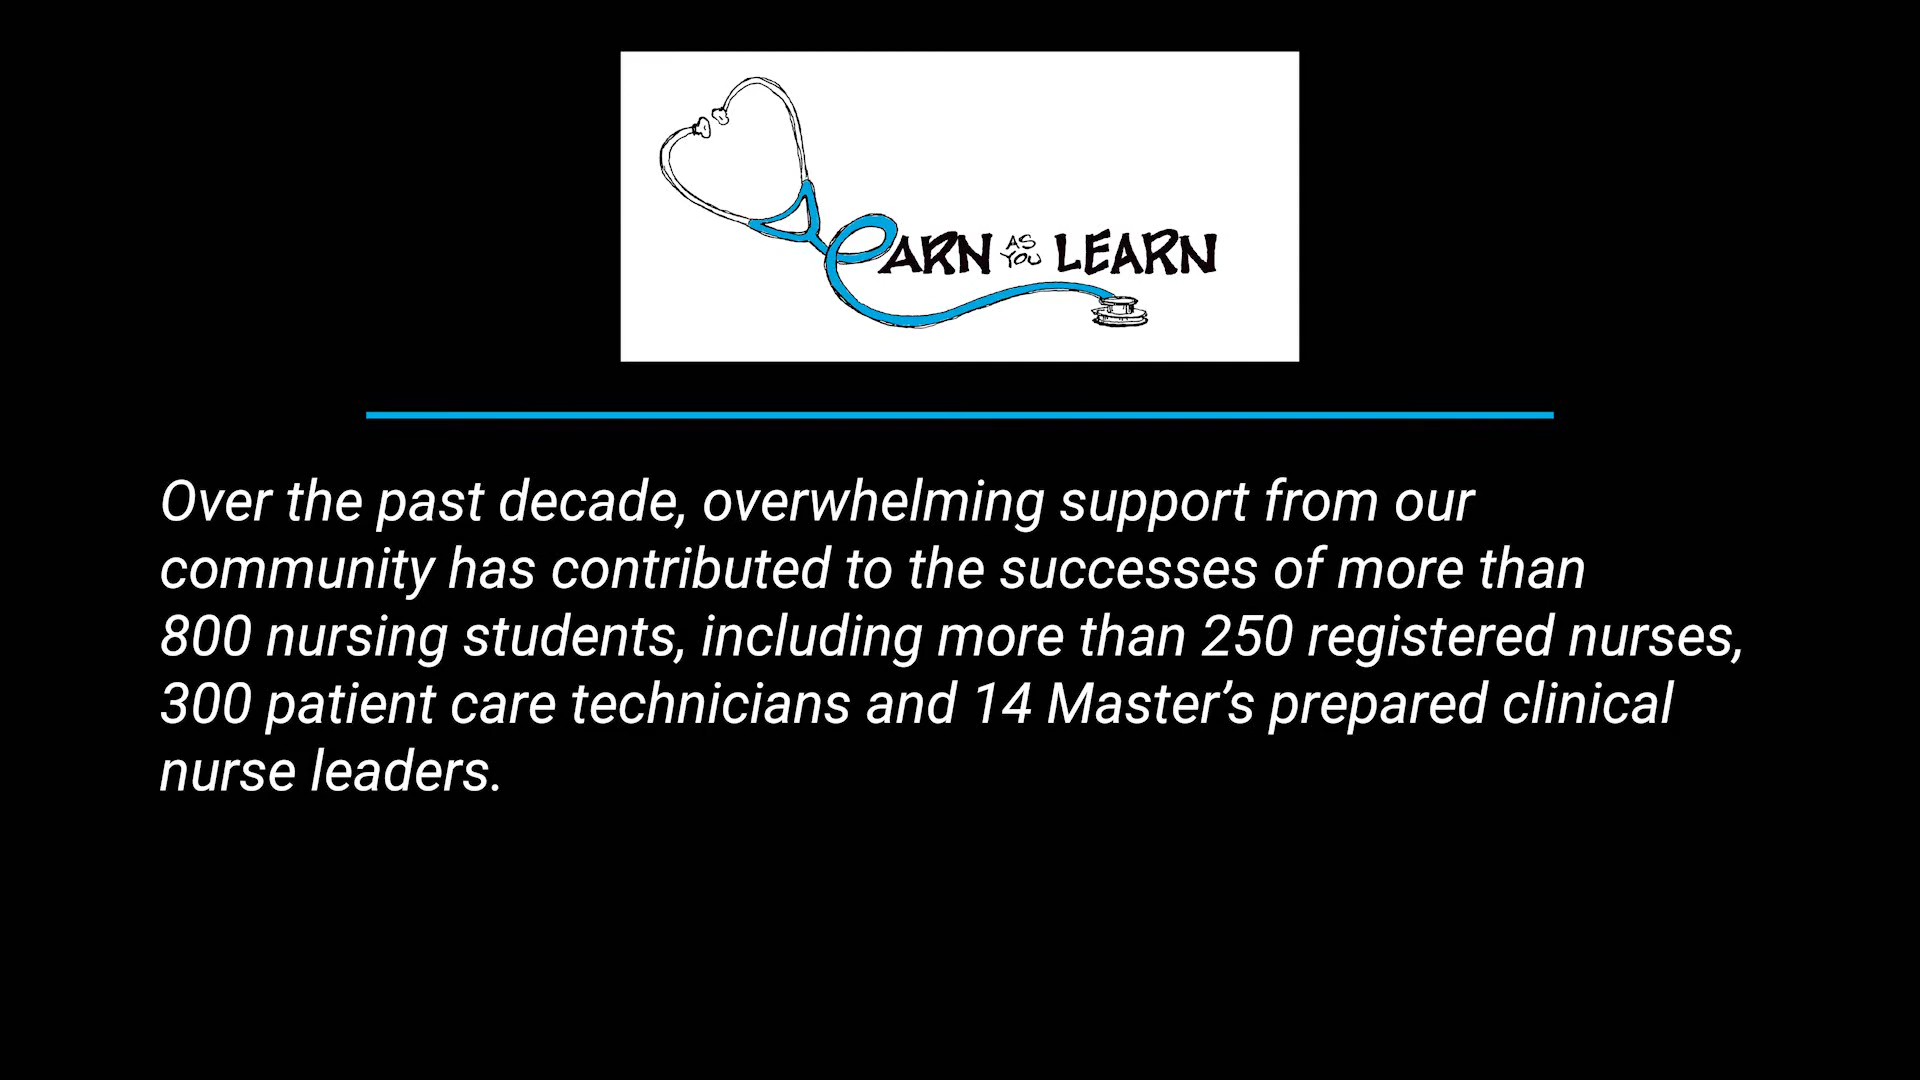 eARN AS YOU LEARN
Over the past decade, overwhelming support from our
community has contributed to the successes of more than
800 nursing students, including more than 250 registered nurses,
300 patient care technicians and 14 Master’s prepared clinical
nurse leaders.